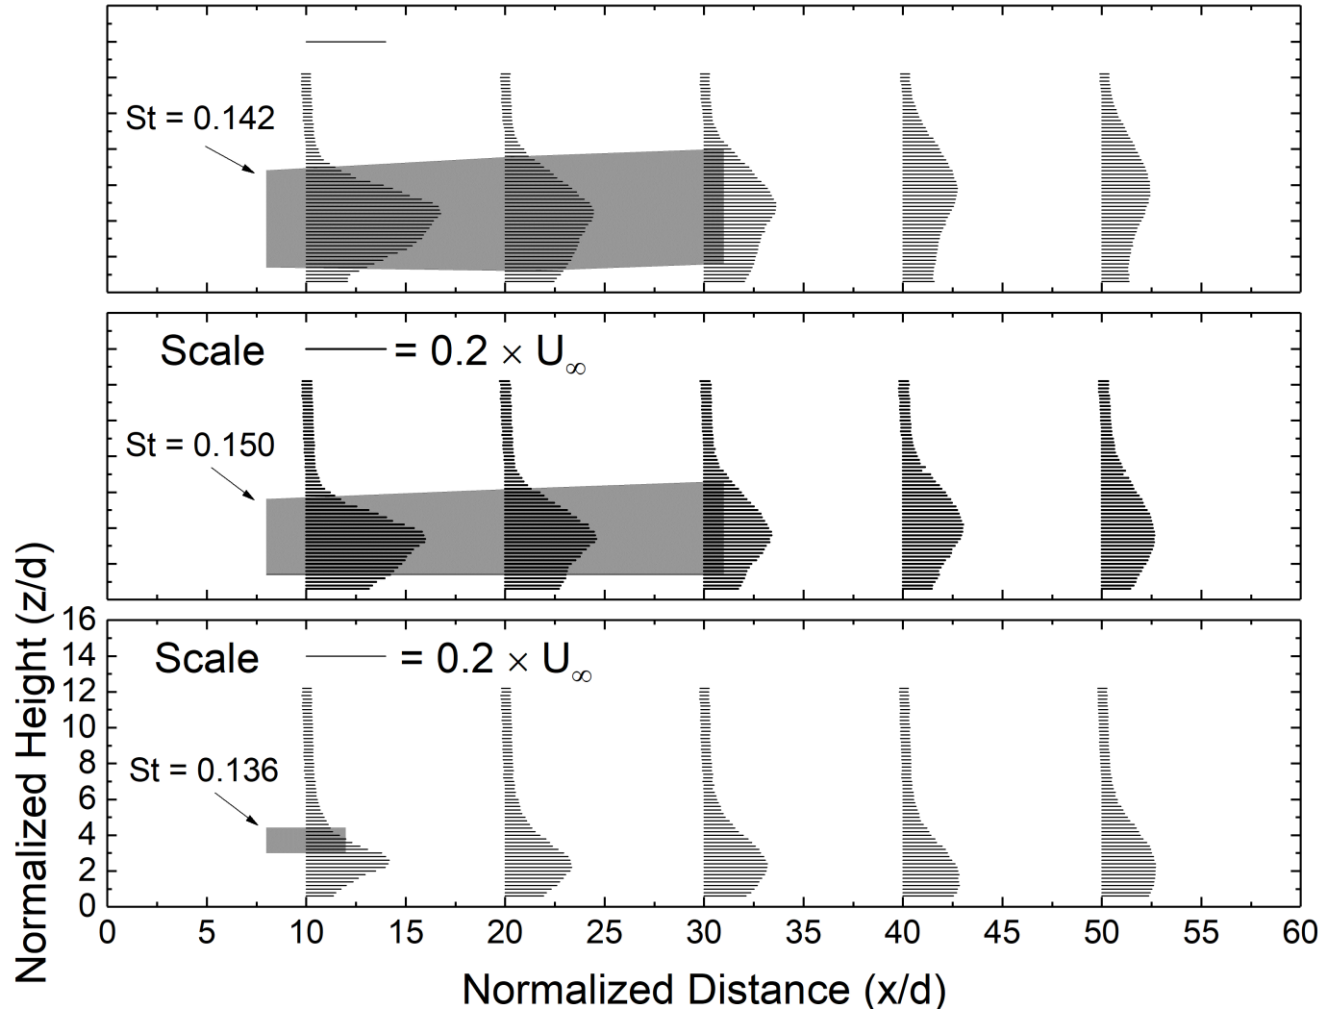 St = 0.142
Scale = 0.2 × U∞
St = 0.150
Scale = 0.2 × U∞
St = 0.136
Normalized Height (z/d)
16
14
12
10
8
6
4
2
0
0 5 10 15 20 25 30 35 40 45 50 55 60
Normalized Distance (x/d)